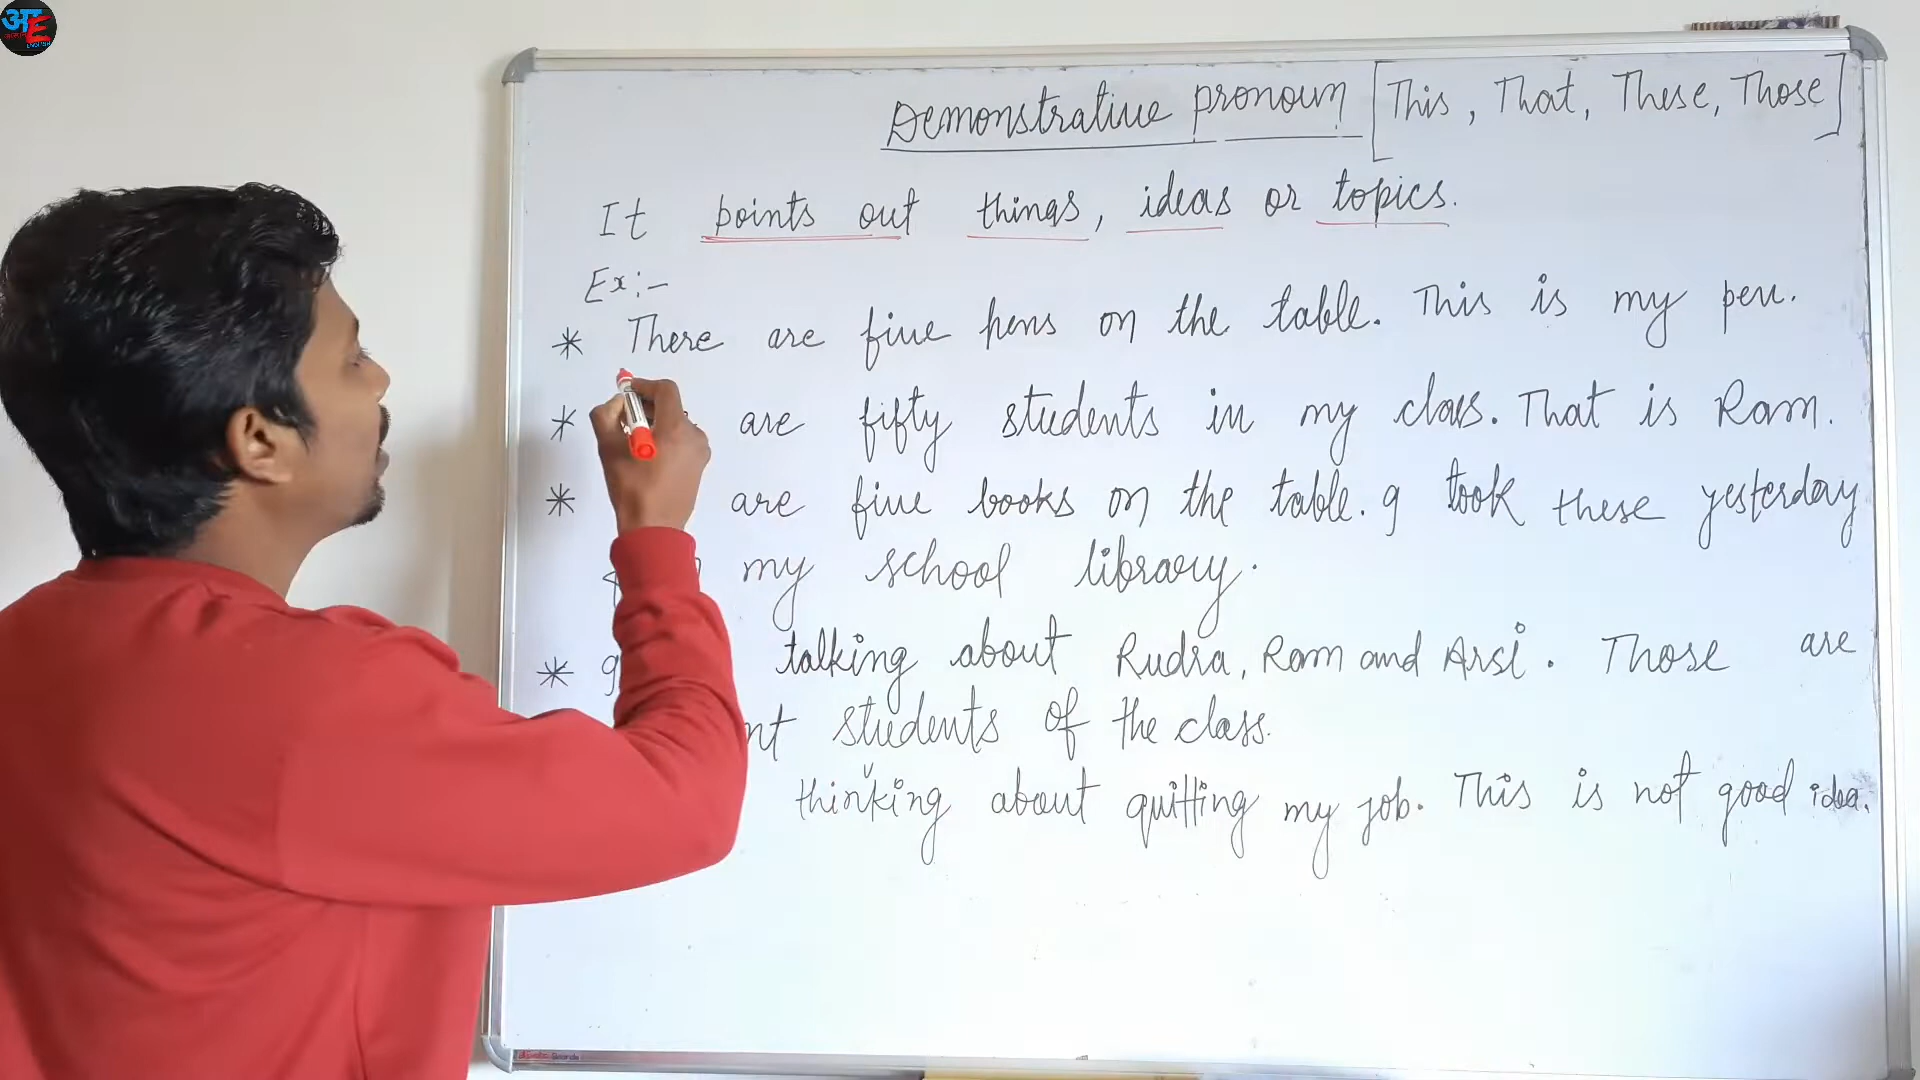 अE
ENGLISH
Demonstrative pronoun [This, That, These, Those]
It points out things, ideas or topics.
Ex:-
* There are five pens on the table. This is my pen.
* are fifty students in my class. That is Ram.
* are five books on the table. I took these yesterday
my school library.
* talking about Rudra, Ram and Arsi. Those are
nt students of the class.
thinking about quitting my job. This is not good idea.